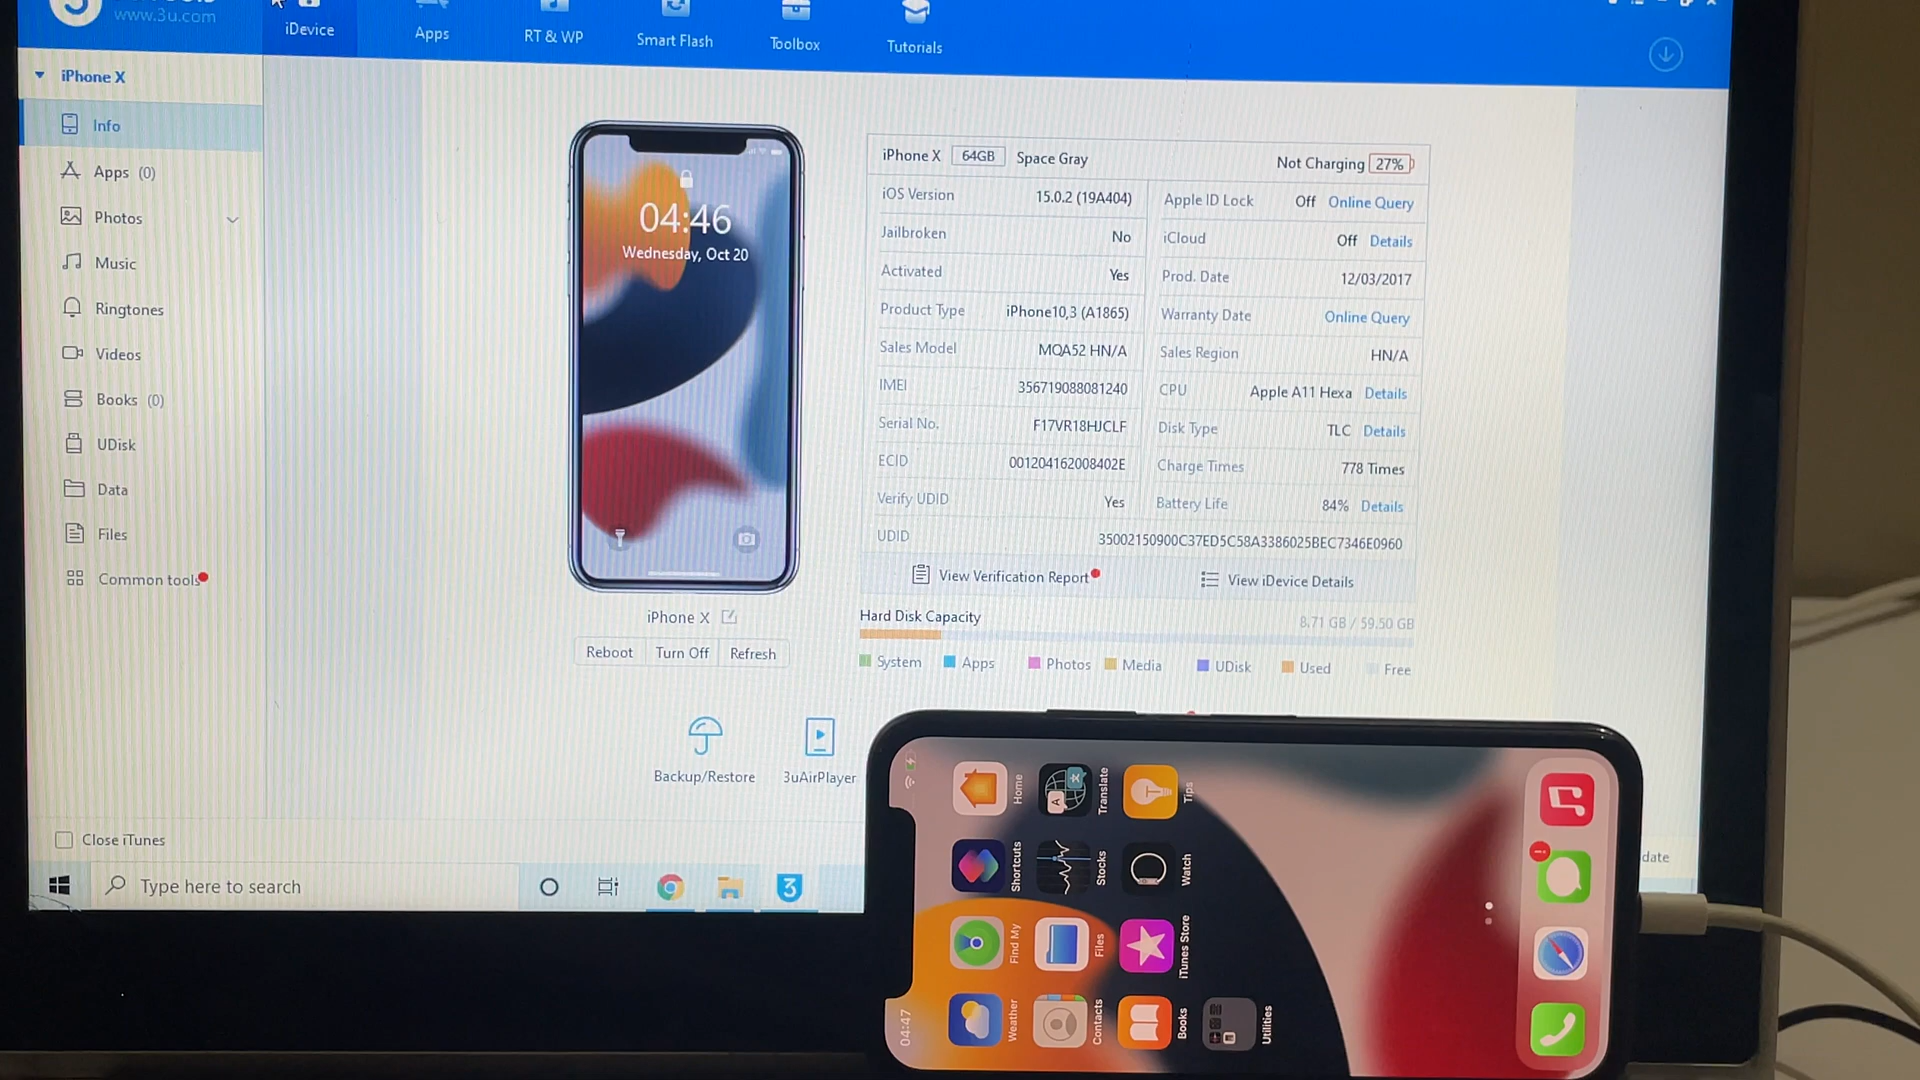 www.3u.com
iDevice
Apps
RT & WP
Smart Flash
Toolbox
Tutorials
iPhone X
Info
Apps (0)
Photos
Music
Ringtones
Videos
Books (0)
UDisk
Data
Files
Common tools
Close iTunes
04:46
Wednesday, Oct 20
iPhone X
Reboot
Turn Off
Refresh
Backup/Restore
3uAirPlayer
iPhone X 64GB Space Gray Not Charging 27%
iOS Version 15.0.2 (19A404)
Apple ID Lock Off Online Query
Jailbroken No
iCloud Off Details
Activated Yes
Prod. Date 12/03/2017
Product Type iPhone10,3 (A1865)
Warranty Date Online Query
Sales Model MQA52 HN/A
Sales Region HN/A
IMEI 356719088081240
CPU Apple A11 Hexa Details
Serial No. F17VR18HJCLF
Disk Type TLC Details
ECID 001204162008402E
Charge Times 778 Times
Verify UDID Yes
Battery Life 84% Details
UDID 35002150900C37ED5C58A3386025BEC7346E0960
View Verification Report
View iDevice Details
Hard Disk Capacity 8.71 GB / 59.50 GB
System Apps Photos Media UDisk Used Free
date
Type here to search
04:47
Weather
Find My
Shortcuts
Home
Contacts
Files
Stocks
Translate
Books
iTunes Store
Watch
Tips
Utilities